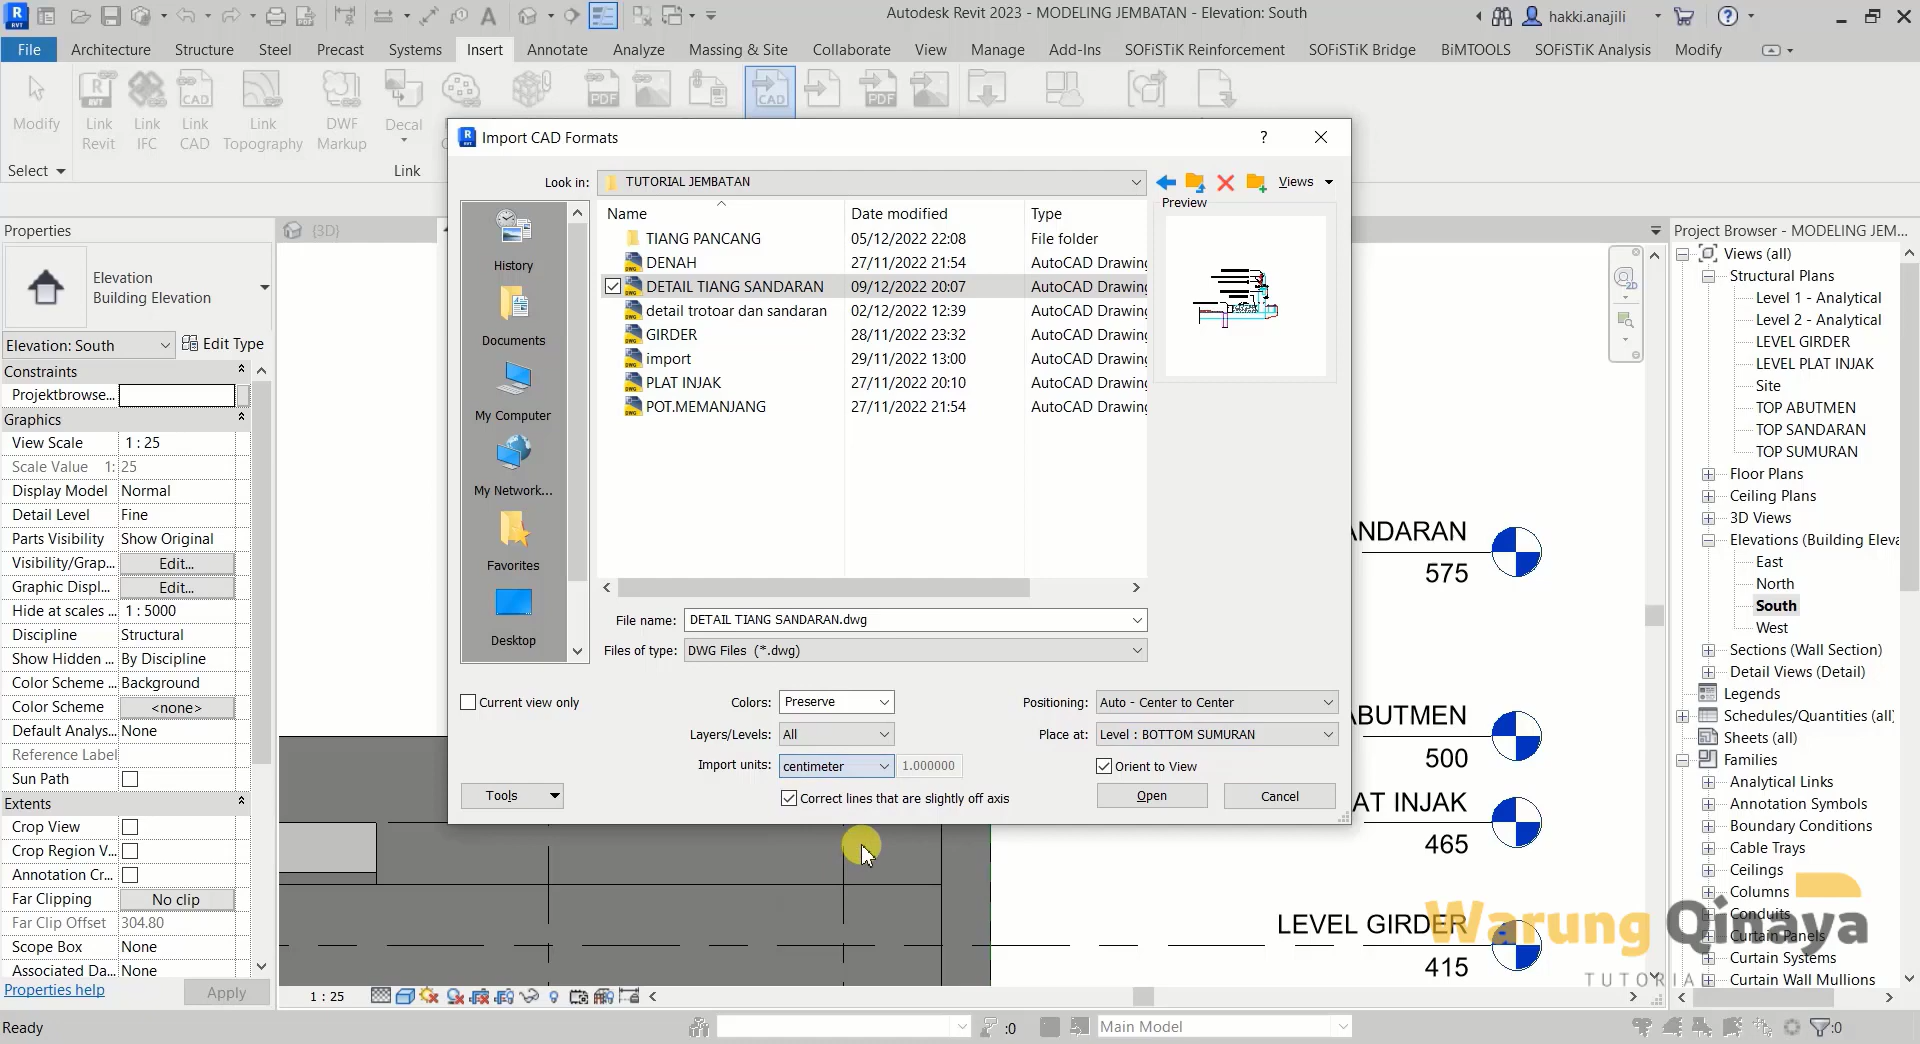 Autodesk Revit 2023 - MODELING JEMBATAN - Elevation: South
hakki.anajili
File Architecture Structure Steel Precast Systems Insert Annotate Analyze Massing & Site Collaborate View Manage Add-Ins SOFiSTiK Reinforcement SOFiSTiK Bridge BiMTOOLS SOFiSTiK Analysis Modify
Modify
Link Revit
Link IFC
Link CAD
Link Topography
DWF Markup
Decal
Select
Link
Import CAD Formats
Look in: TUTORIAL JEMBATAN
Views
Name Date modified Type
TIANG PANCANG 05/12/2022 22:08 File folder
DENAH 27/11/2022 21:54 AutoCAD Drawing
DETAIL TIANG SANDARAN 09/12/2022 20:07 AutoCAD Drawing
detail trotoar dan sandaran 02/12/2022 12:39 AutoCAD Drawing
GIRDER 28/11/2022 23:32 AutoCAD Drawing
import 29/11/2022 13:00 AutoCAD Drawing
PLAT INJAK 27/11/2022 20:10 AutoCAD Drawing
POT.MEMANJANG 27/11/2022 21:54 AutoCAD Drawing
Preview
History
Documents
My Computer
My Network...
Favorites
Desktop
File name: DETAIL TIANG SANDARAN.dwg
Files of type: DWG Files (*.dwg)
Current view only
Colors: Preserve
Layers/Levels: All
Import units: centimeter 1.000000
Correct lines that are slightly off axis
Positioning: Auto - Center to Center
Place at: Level : BOTTOM SUMURAN
Orient to View
Tools
Open
Cancel
Properties
{3D}
Elevation
Building Elevation
Elevation: South Edit Type
Constraints
Projektbrowse...
Graphics
View Scale 1 : 25
Scale Value 1: 25
Display Model Normal
Detail Level Fine
Parts Visibility Show Original
Visibility/Grap... Edit...
Graphic Displ... Edit...
Hide at scales ... 1 : 5000
Discipline Structural
Show Hidden ... By Discipline
Color Scheme ... Background
Color Scheme <none>
Default Analys... None
Reference Label
Sun Path
Extents
Crop View
Crop Region V...
Annotation Cr...
Far Clipping No clip
Far Clip Offset 304.80
Scope Box None
Associated Da... None
Properties help Apply
ANDARAN
575
ABUTMEN
500
AT INJAK
465
LEVEL GIRDER
415
1 : 25
Project Browser - MODELING JEM...
Views (all)
Structural Plans
Level 1 - Analytical
Level 2 - Analytical
LEVEL GIRDER
LEVEL PLAT INJAK
Site
TOP ABUTMEN
TOP SANDARAN
TOP SUMURAN
Floor Plans
Ceiling Plans
3D Views
Elevations (Building Eleva
East
North
South
West
Sections (Wall Section)
Detail Views (Detail)
Legends
Schedules/Quantities (all)
Sheets (all)
Families
Analytical Links
Annotation Symbols
Boundary Conditions
Cable Trays
Ceilings
Columns
Conduits
Curtain Panels
Curtain Systems
Curtain Wall Mullions
Warung Qinaya
TUTORIA
Ready
:0
Main Model
:0